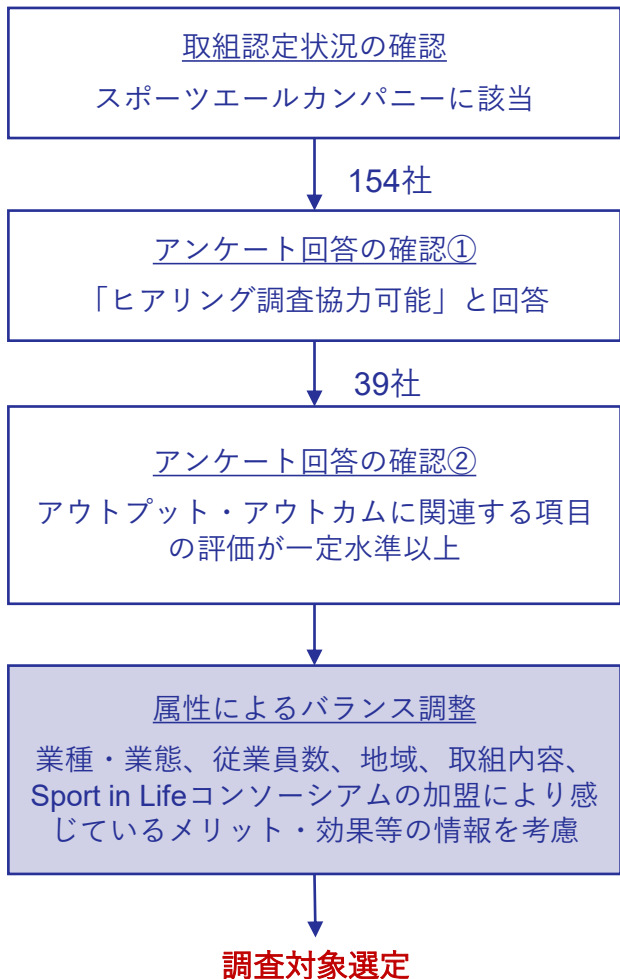 取組認定状況の確認
スポーツエールカンパニーに該当
154社
アンケート回答の確認①
「ヒアリング調査協力可能」と回答
39社
アンケート回答の確認②
アウトプット・アウトカムに関連する項目
の評価が一定水準以上
属性によるバランス調整
業種・業態、従業員数、地域、取組内容、
Sport in Lifeコンソーシアムの加盟により感
じているメリット・効果等の情報を考慮
調査対象選定